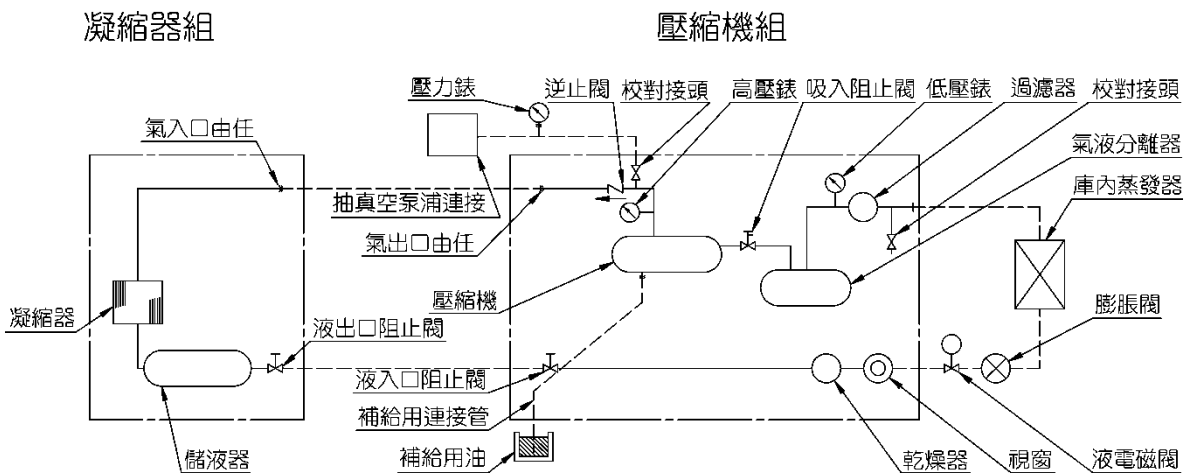 凝縮器組
壓縮機組
壓力錶
逆止閥
校對接頭
高壓錶
吸入阻止閥
低壓錶
過濾器
校對接頭
氣入口由任
氣液分離器
抽真空泵浦連接
庫內蒸發器
氣出口由任
壓縮機
膨脹閥
凝縮器
液出口阻止閥
液入口阻止閥
補給用連接管
儲液器
補給用油
乾燥器
視窗
液電磁閥